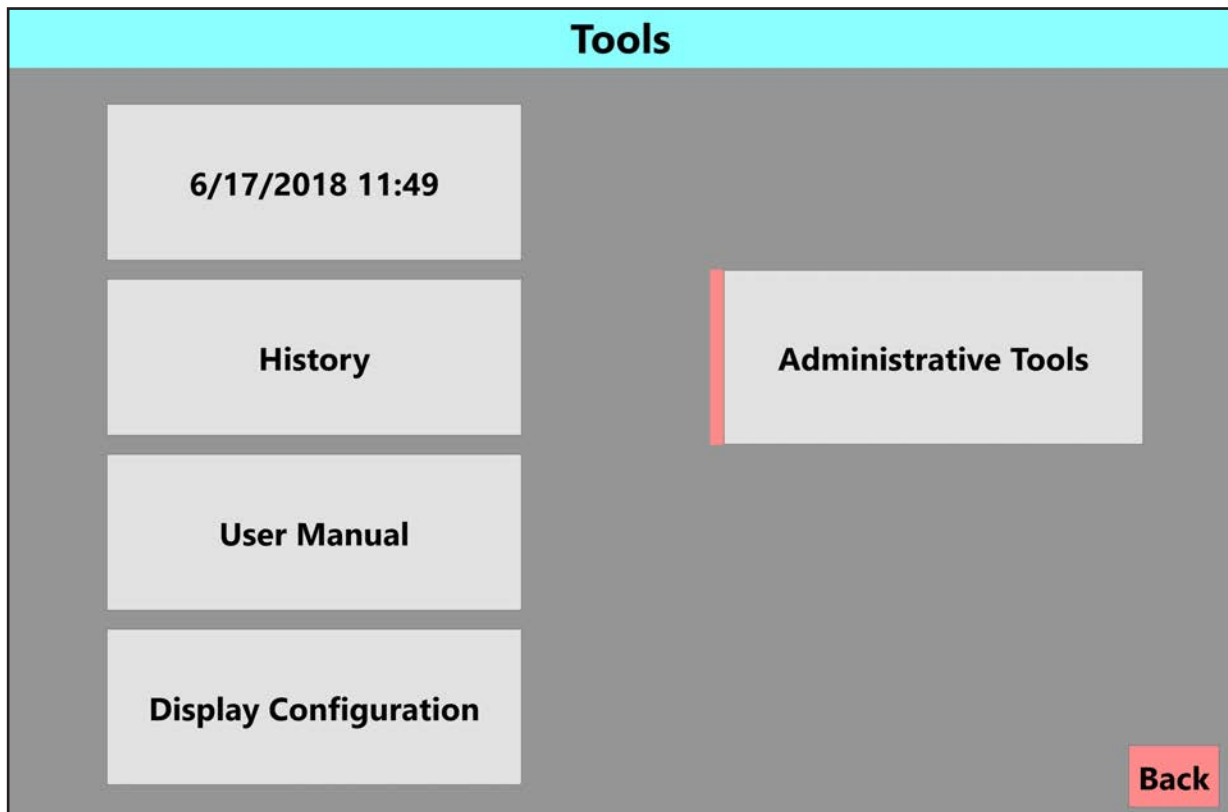 Tools
6/17/2018 11:49
History
Administrative Tools
User Manual
Display Configuration
Back